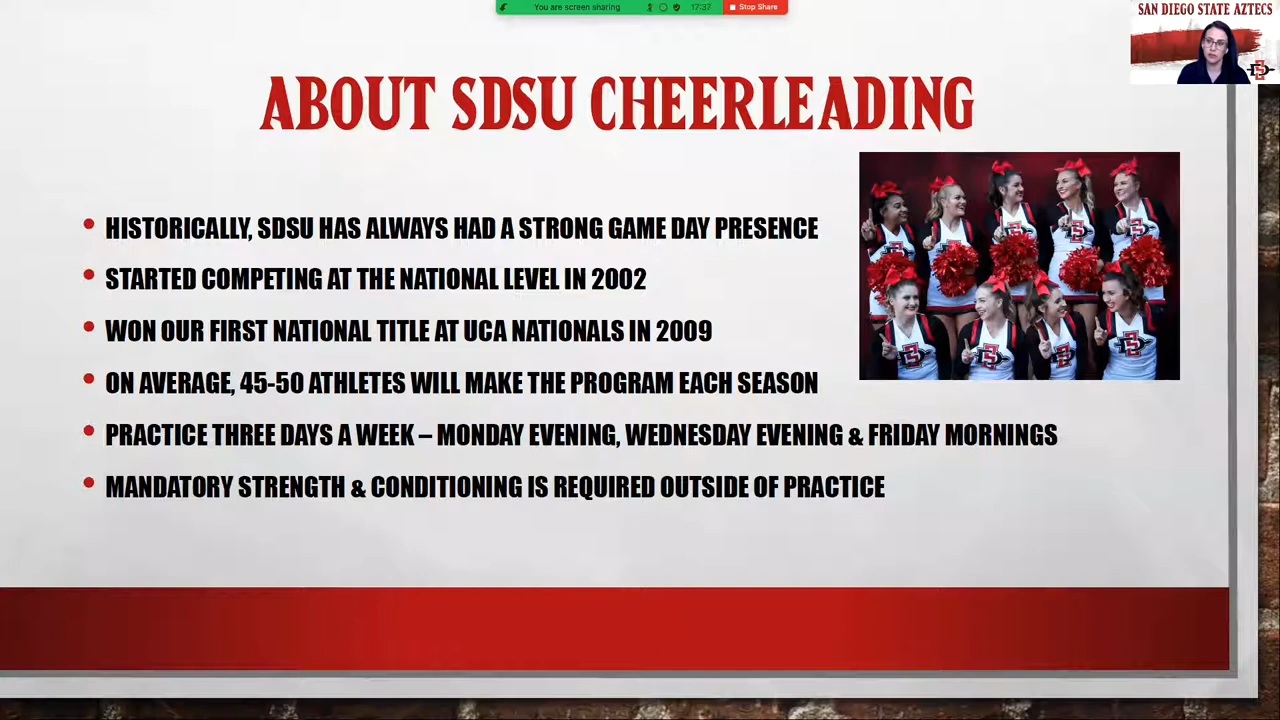 You are screen sharing 17:37 Stop Share
SAN DIEGO STATE AZTECS
ABOUT SDSU CHEERLEADING
HISTORICALLY, SDSU HAS ALWAYS HAD A STRONG GAME DAY PRESENCE
STARTED COMPETING AT THE NATIONAL LEVEL IN 2002
WON OUR FIRST NATIONAL TITLE AT UCA NATIONALS IN 2009
ON AVERAGE, 45-50 ATHLETES WILL MAKE THE PROGRAM EACH SEASON
PRACTICE THREE DAYS A WEEK – MONDAY EVENING, WEDNESDAY EVENING & FRIDAY MORNINGS
MANDATORY STRENGTH & CONDITIONING IS REQUIRED OUTSIDE OF PRACTICE